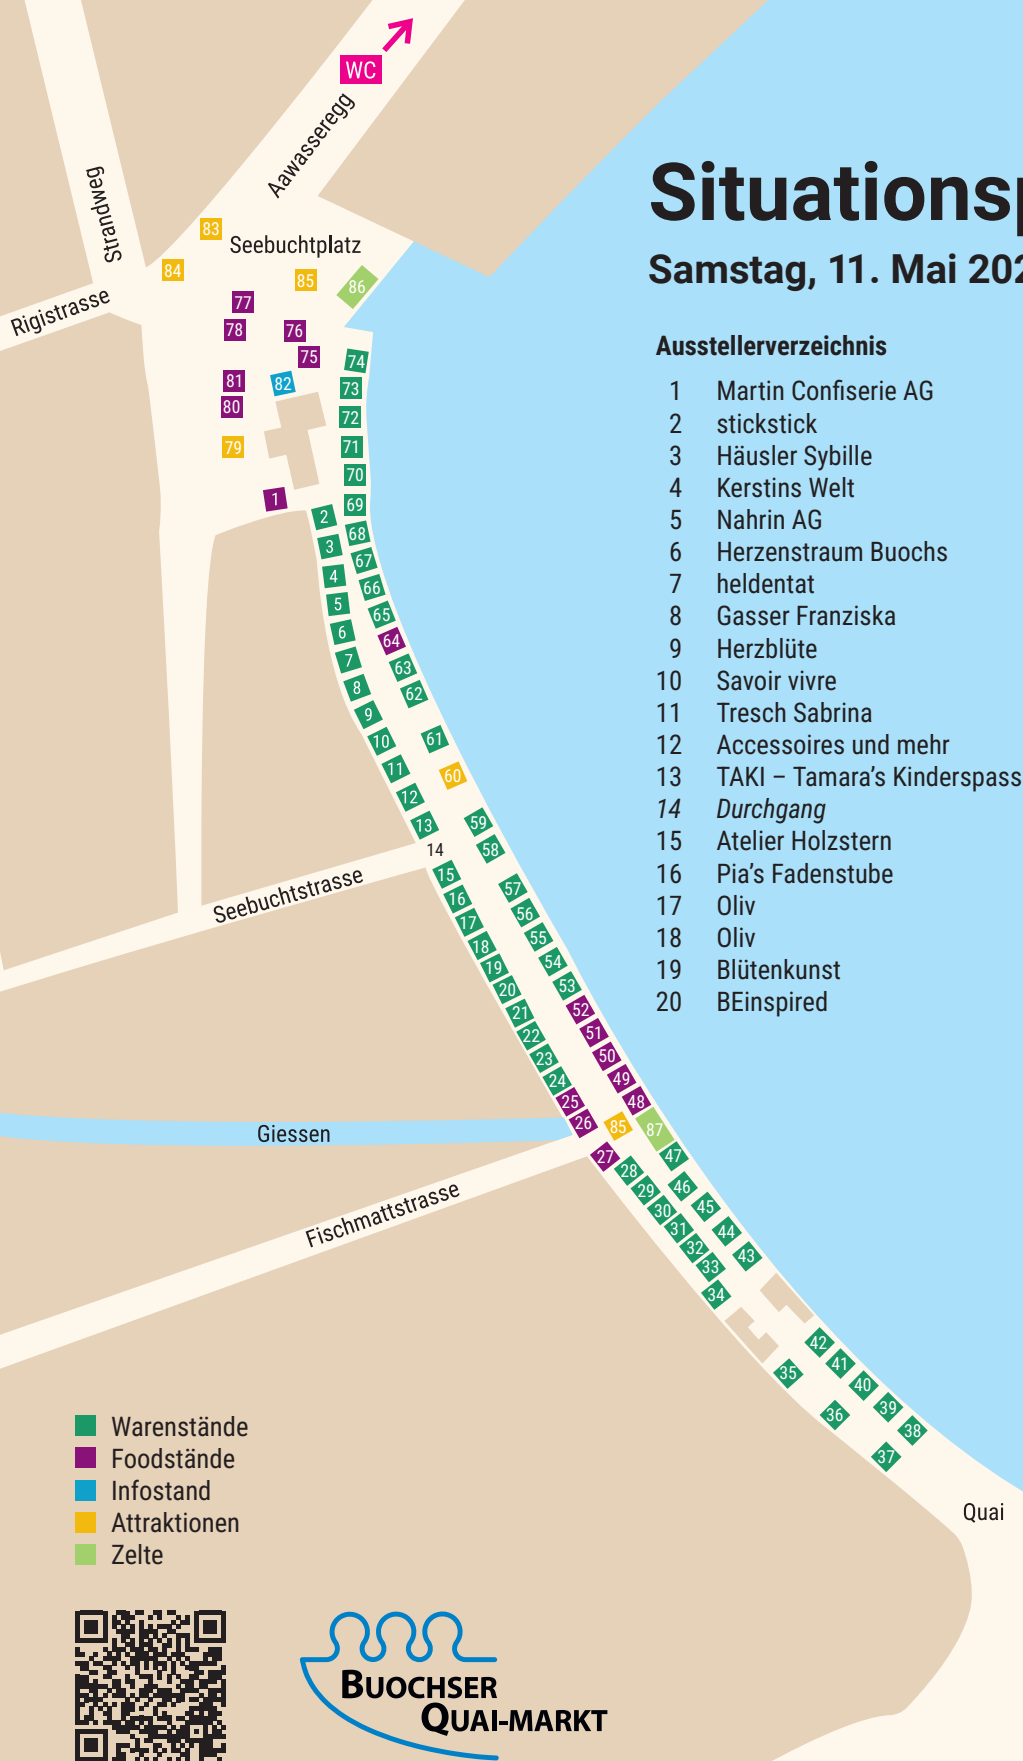 WC
Aawasseregg
Strandweg
Rigistrasse
Seebuchtplatz
83
84
85
86
77
78
76
75
74
81
82
73
80
72
79
71
70
1
69
2
68
3
67
4
66
5
65
6
64
7
63
8
62
9
10
61
11
60
12
13
59
14
58
15
57
16
56
17
55
18
54
19
53
20
52
21
51
22
50
23
49
24
48
25
26
85
87
27
47
28
46
29
45
30
44
31
43
32
33
34
42
35
41
40
36
39
38
37
Seebuchtstrasse
Giessen
Fischmattstrasse
Quai
Situationsp
Samstag, 11. Mai 202
Ausstellerverzeichnis
1 Martin Confiserie AG
2 stickstick
3 Häusler Sybille
4 Kerstins Welt
5 Nahrin AG
6 Herzenstraum Buochs
7 heldentat
8 Gasser Franziska
9 Herzblüte
10 Savoir vivre
11 Tresch Sabrina
12 Accessoires und mehr
13 TAKI – Tamara’s Kinderspass
14 Durchgang
15 Atelier Holzstern
16 Pia’s Fadenstube
17 Oliv
18 Oliv
19 Blütenkunst
20 BEinspired
Warenstände
Foodstände
Infostand
Attraktionen
Zelte
BUOCHSER
QUAI-MARKT